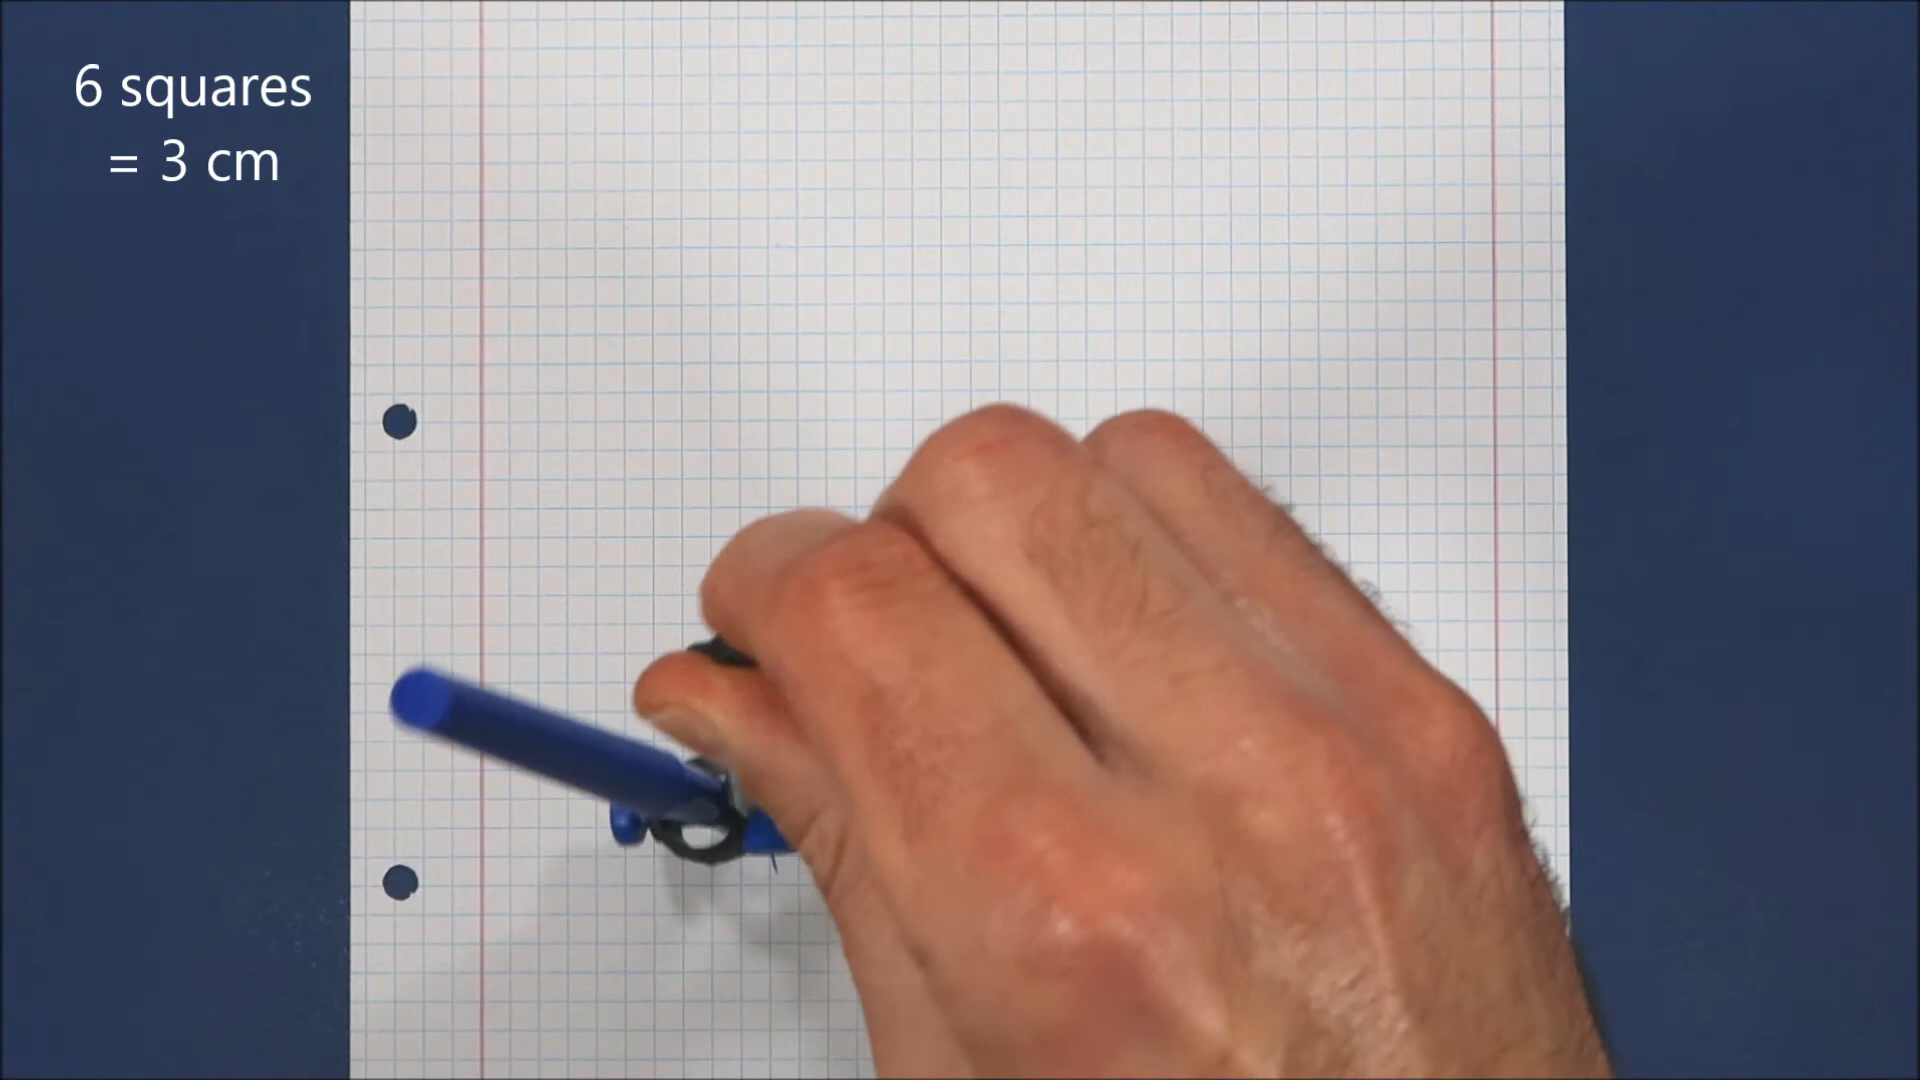 6 squares
= 3 cm